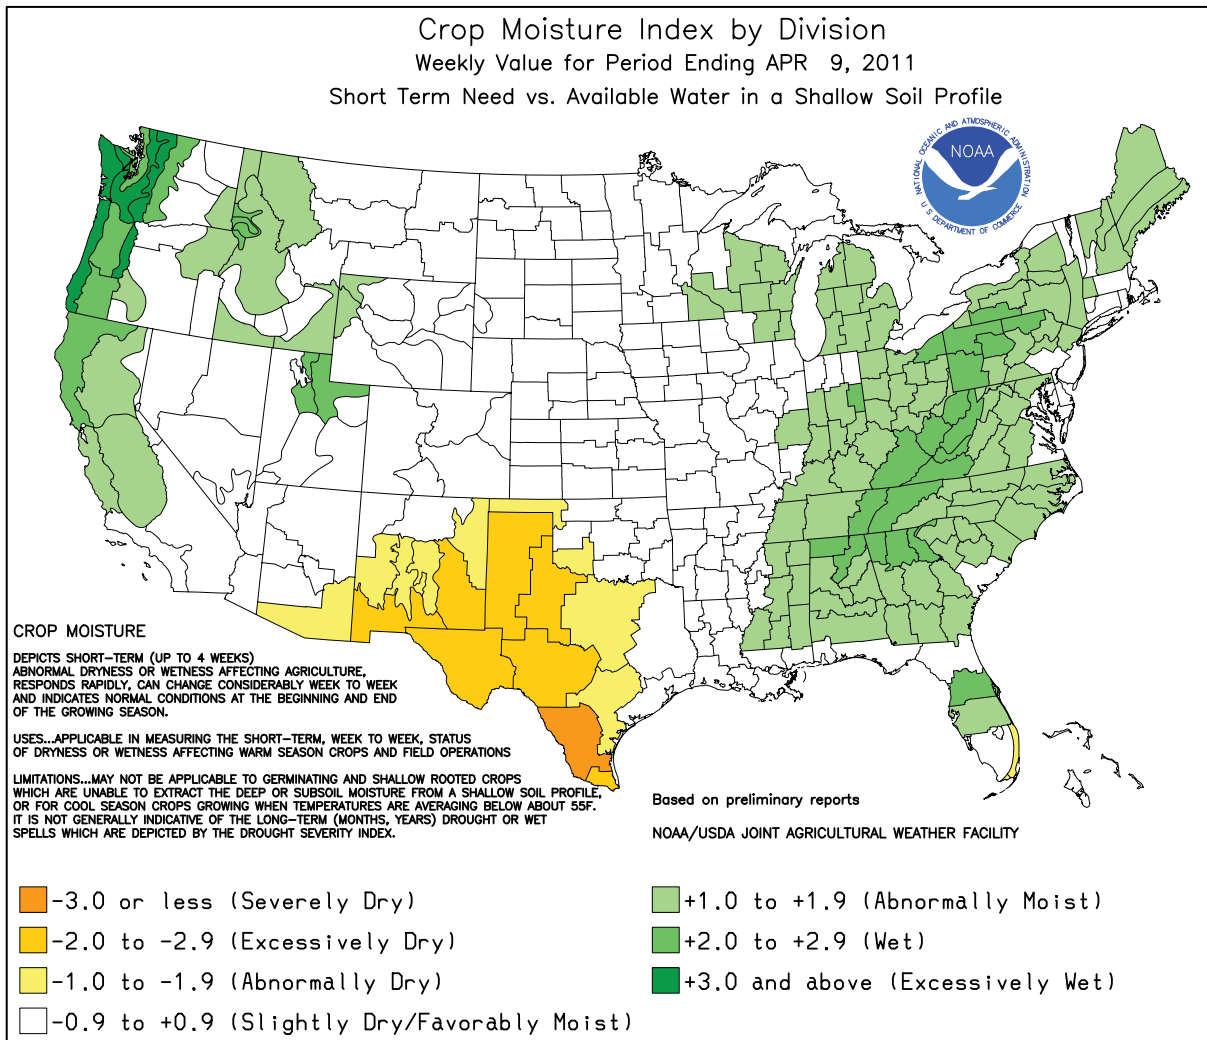 Crop Moisture Index by Division
Weekly Value for Period Ending APR 9, 2011
Short Term Need vs. Available Water in a Shallow Soil Profile
NATIONAL OCEANIC AND ATMOSPHERIC ADMINISTRATION
NOAA
U S DEPARTMENT OF COMMERCE
CROP MOISTURE
DEPICTS SHORT-TERM (UP TO 4 WEEKS)
ABNORMAL DRYNESS OR WETNESS AFFECTING AGRICULTURE,
RESPONDS RAPIDLY, CAN CHANGE CONSIDERABLY WEEK TO WEEK
AND INDICATES NORMAL CONDITIONS AT THE BEGINNING AND END
OF THE GROWING SEASON.
USES...APPLICABLE IN MEASURING THE SHORT-TERM, WEEK TO WEEK, STATUS
OF DRYNESS OR WETNESS AFFECTING WARM SEASON CROPS AND FIELD OPERATIONS
LIMITATIONS...MAY NOT BE APPLICABLE TO GERMINATING AND SHALLOW ROOTED CROPS
WHICH ARE UNABLE TO EXTRACT THE DEEP OR SUBSOIL MOISTURE FROM A SHALLOW SOIL PROFILE,
OR FOR COOL SEASON CROPS GROWING WHEN TEMPERATURES ARE AVERAGING BELOW ABOUT 55F.
IT IS NOT GENERALLY INDICATIVE OF THE LONG-TERM (MONTHS, YEARS) DROUGHT OR WET
SPELLS WHICH ARE DEPICTED BY THE DROUGHT SEVERITY INDEX.
Based on preliminary reports
NOAA/USDA JOINT AGRICULTURAL WEATHER FACILITY
-3.0 or less (Severely Dry)
-2.0 to -2.9 (Excessively Dry)
-1.0 to -1.9 (Abnormally Dry)
-0.9 to +0.9 (Slightly Dry/Favorably Moist)
+1.0 to +1.9 (Abnormally Moist)
+2.0 to +2.9 (Wet)
+3.0 and above (Excessively Wet)